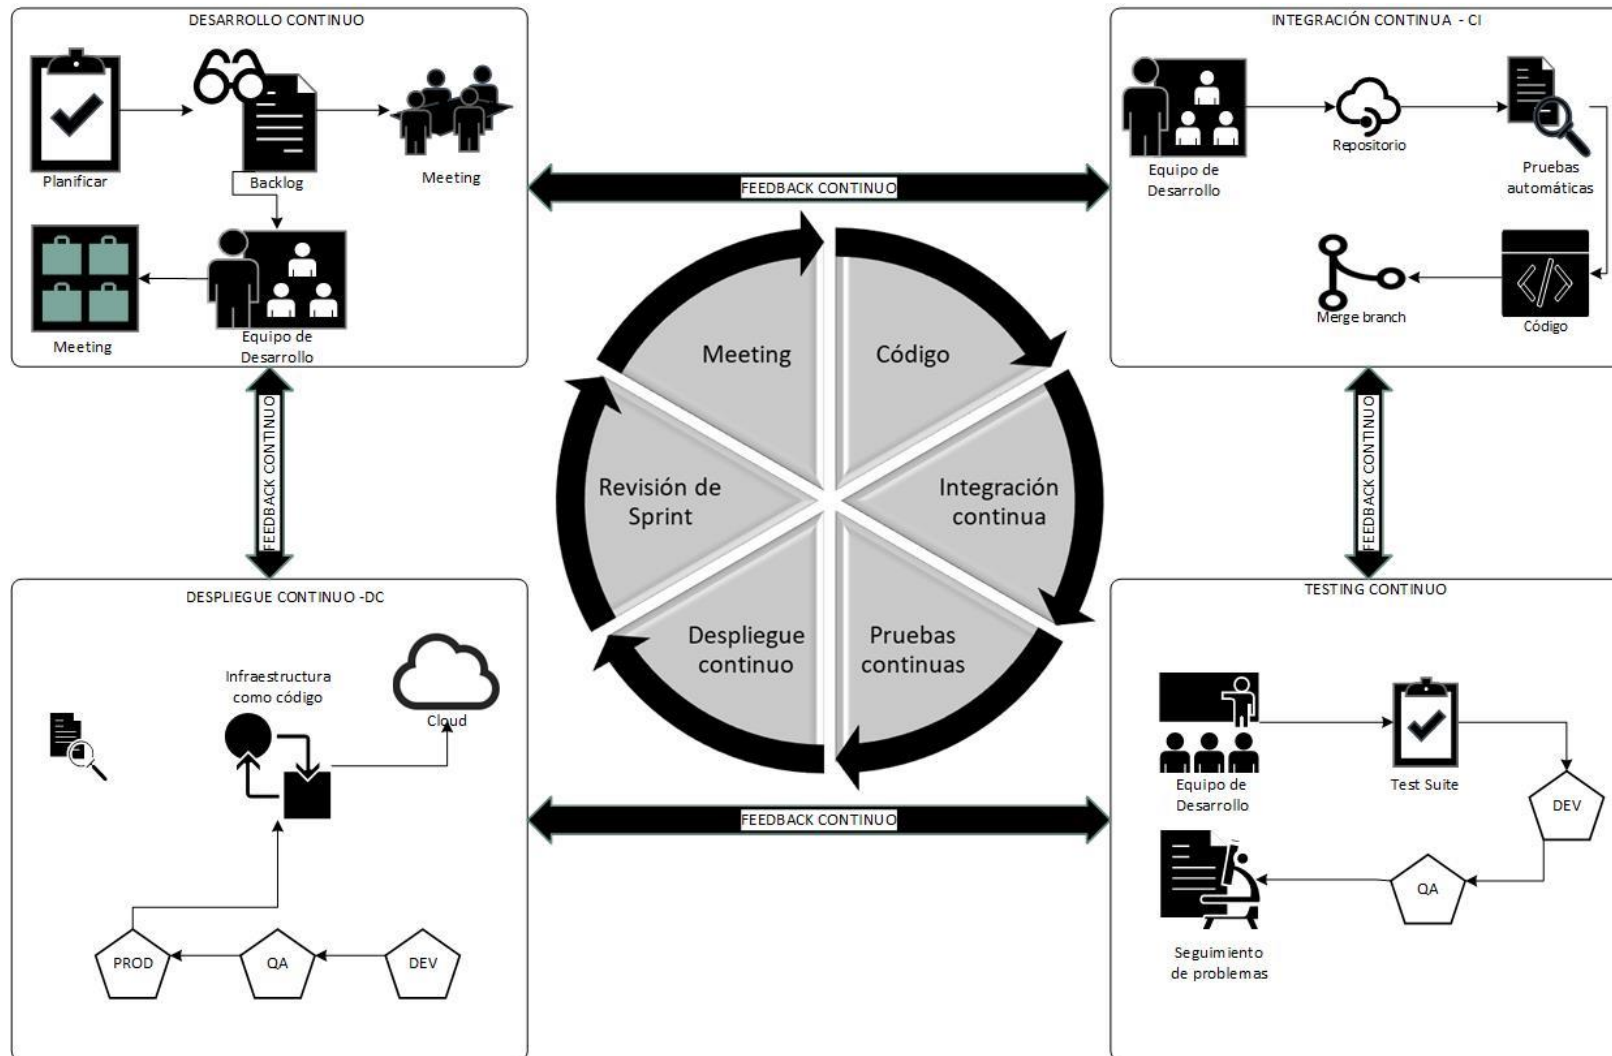 DESARROLLO CONTINUO
Planificar
Backlog
Meeting
Meeting
Equipo de
Desarrollo
FEEDBACK CONTINUO
INTEGRACIÓN CONTINUA - CI
Equipo de
Desarrollo
Repositorio
Pruebas
automáticas
Merge branch
Código
FEEDBACK CONTINUO
FEEDBACK CONTINUO
Meeting
Código
Revisión de
Sprint
Integración
continua
Despliegue
continuo
Pruebas
continuas
DESPLIEGUE CONTINUO -DC
Infraestructura
como código
Cloud
PROD
QA
DEV
FEEDBACK CONTINUO
TESTING CONTINUO
Equipo de
Desarrollo
Test Suite
DEV
QA
Seguimiento
de problemas